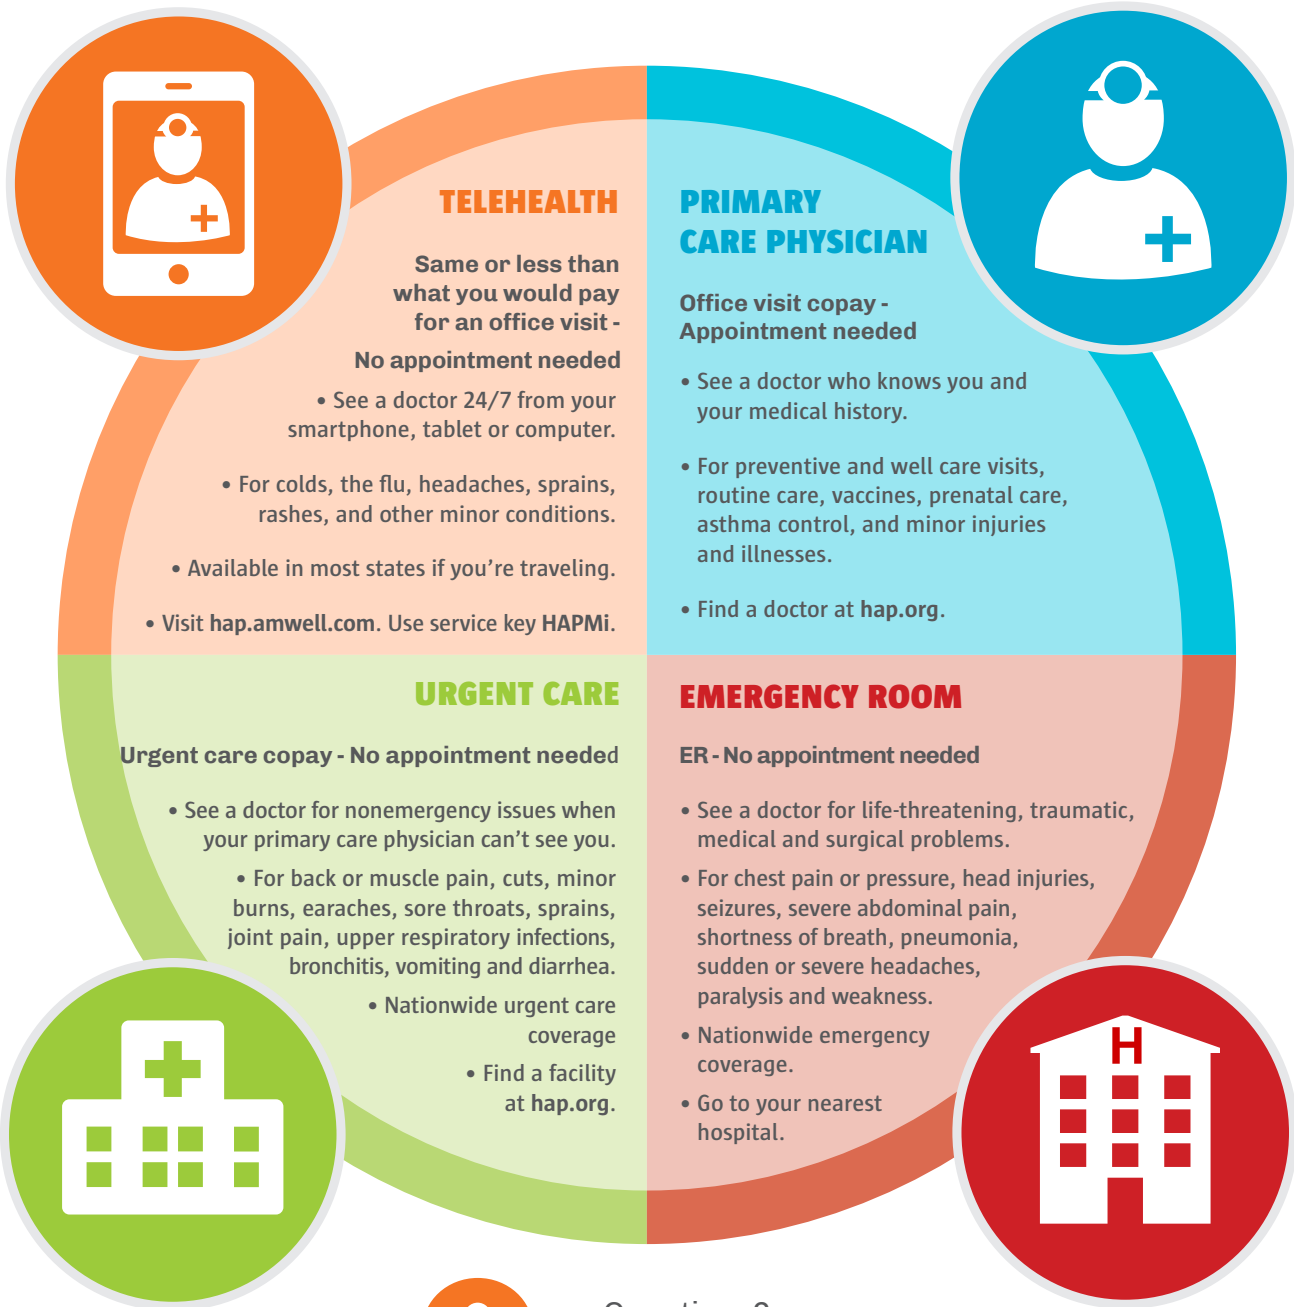 TELEHEALTH
Same or less than
what you would pay
for an office visit -
No appointment needed
• See a doctor 24/7 from your
smartphone, tablet or computer.
• For colds, the flu, headaches, sprains,
rashes, and other minor conditions.
• Available in most states if you’re traveling.
• Visit hap.amwell.com. Use service key HAPMi.
PRIMARY
CARE PHYSICIAN
Office visit copay -
Appointment needed
• See a doctor who knows you and
your medical history.
• For preventive and well care visits,
routine care, vaccines, prenatal care,
asthma control, and minor injuries
and illnesses.
• Find a doctor at hap.org.
URGENT CARE
Urgent care copay - No appointment needed
• See a doctor for nonemergency issues when
your primary care physician can’t see you.
• For back or muscle pain, cuts, minor
burns, earaches, sore throats, sprains,
joint pain, upper respiratory infections,
bronchitis, vomiting and diarrhea.
• Nationwide urgent care
coverage
• Find a facility
at hap.org.
EMERGENCY ROOM
ER - No appointment needed
• See a doctor for life-threatening, traumatic,
medical and surgical problems.
• For chest pain or pressure, head injuries,
seizures, severe abdominal pain,
shortness of breath, pneumonia,
sudden or severe headaches,
paralysis and weakness.
• Nationwide emergency
coverage.
• Go to your nearest
hospital.
H